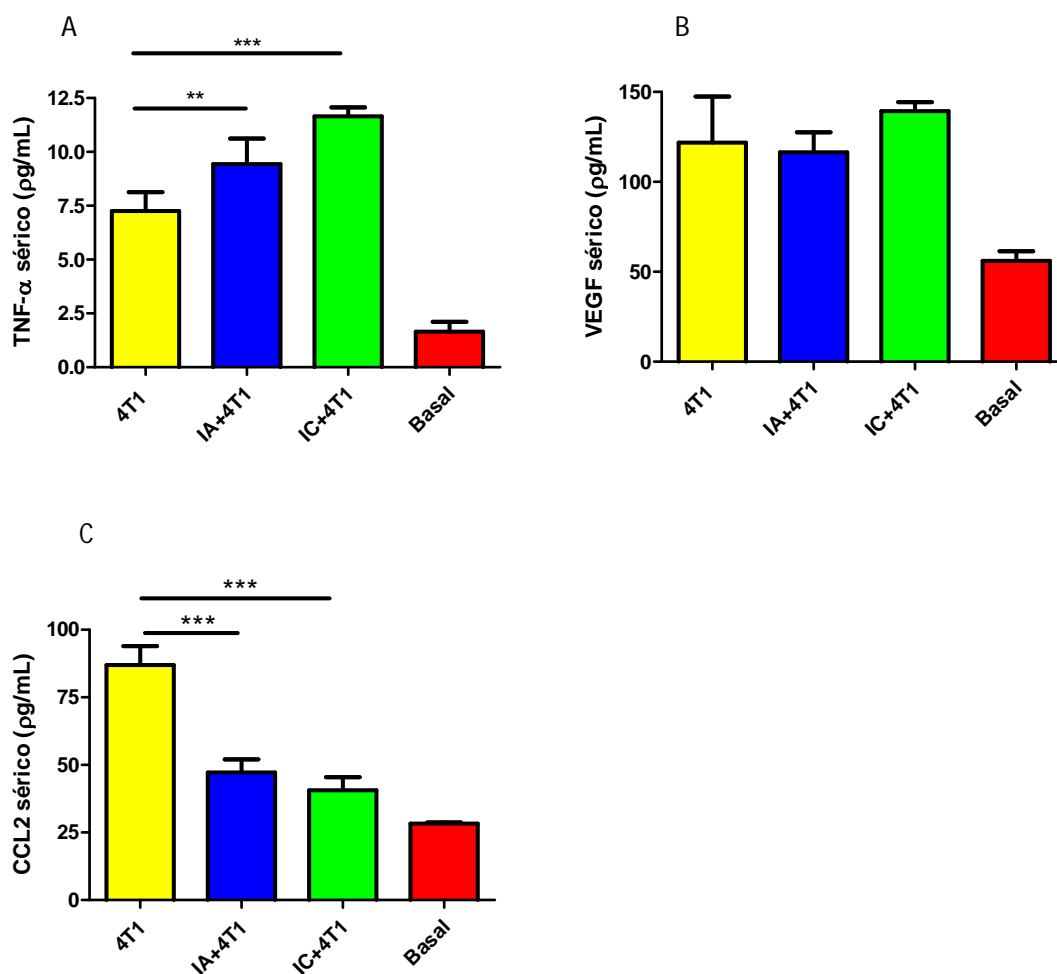 A
***
**
12.5
10.0
7.5
5.0
2.5
0.0
TNF-α sérico (ρg/mL)
4T1
IA+4T1
IC+4T1
Basal
B
150
100
50
0
VEGF sérico (ρg/mL)
4T1
IA+4T1
IC+4T1
Basal
C
***
***
100
75
50
25
0
CCL2 sérico (ρg/mL)
4T1
IA+4T1
IC+4T1
Basal